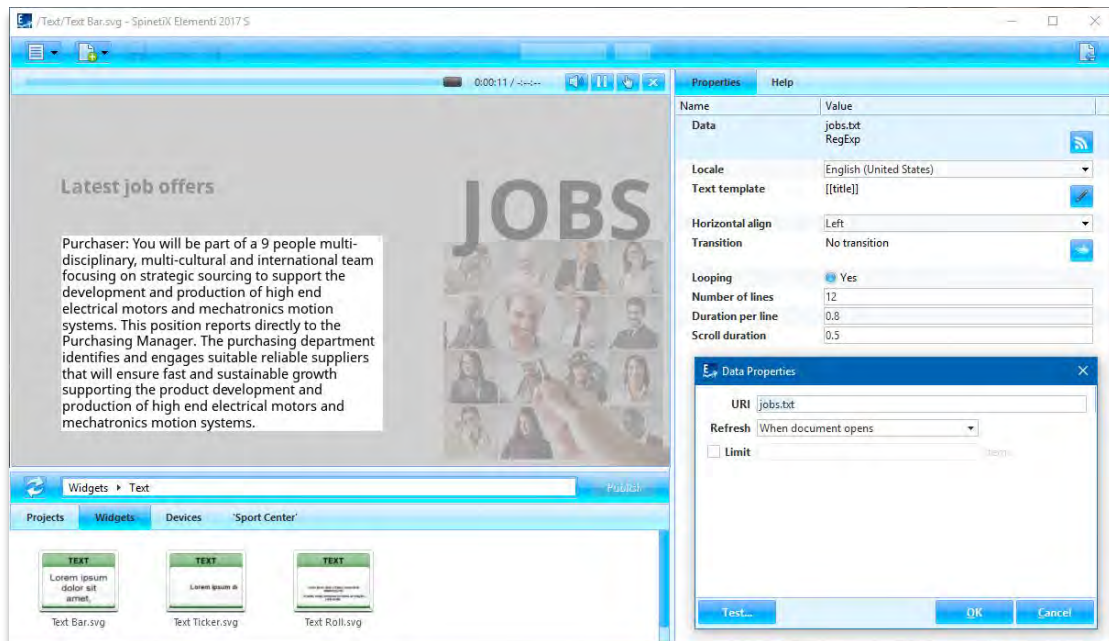 /Text/Text Bar.svg - SpinetiX Elementi 2017 S
0:00:11 / -:--:--
Latest job offers
JOBS
Purchaser: You will be part of a 9 people multi-
disciplinary, multi-cultural and international team
focusing on strategic sourcing to support the
development and production of high end
electrical motors and mechatronics motion
systems. This position reports directly to the
Purchasing Manager. The purchasing department
identifies and engages suitable reliable suppliers
that will ensure fast and sustainable growth
supporting the product development and
production of high end electrical motors and
mechatronics motion systems.
Widgets Text
Publish
Projects Widgets Devices 'Sport Center'
TEXT
Lorem ipsum
dolor sit
amet,
Text Bar.svg
TEXT
Lorem ipsum d
Text Ticker.svg
TEXT
Text Roll.svg
Properties Help
Name Value
Data jobs.txt
RegExp
Locale English (United States)
Text template [[title]]
Horizontal align Left
Transition No transition
Looping Yes
Number of lines 12
Duration per line 0.8
Scroll duration 0.5
Data Properties
URI jobs.txt
Refresh When document opens
Limit items
Test... OK Cancel